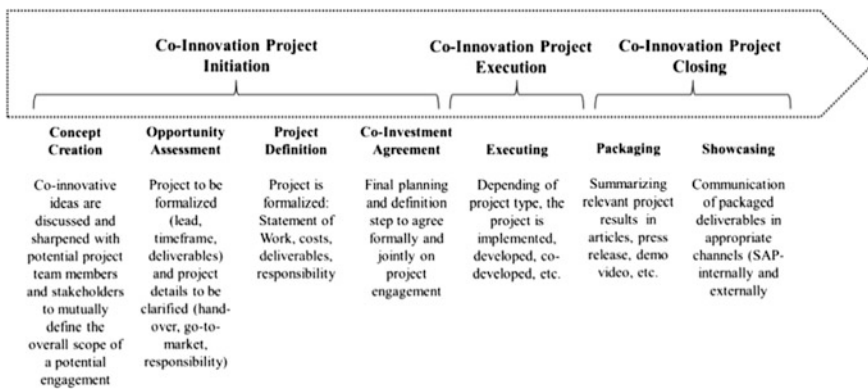 Co-Innovation Project
Initiation
Co-Innovation Project
Execution
Co-Innovation Project
Closing
Concept
Creation
Co-innovative
ideas are
discussed and
sharpened with
potential project
team members
and stakeholders
to mutually
define the
overall scope of
a potential
engagement
Opportunity
Assessment
Project to be
formalized
(lead,
timeframe,
deliverables)
and project
details to be
clarified (hand-
over, go-to-
market,
responsibility)
Project
Definition
Project is
formalized:
Statement of
Work, costs,
deliverables,
responsibility
Co-Investment
Agreement
Final planning
and definition
step to agree
formally and
jointly on
project
engagement
Executing
Depending of
project type, the
project is
implemented,
developed, co-
developed, etc.
Packaging
Summarizing
relevant project
results in
articles, press
release, demo
video, etc.
Showcasing
Communication
of packaged
deliverables in
appropriate
channels (SAP-
internally and
externally